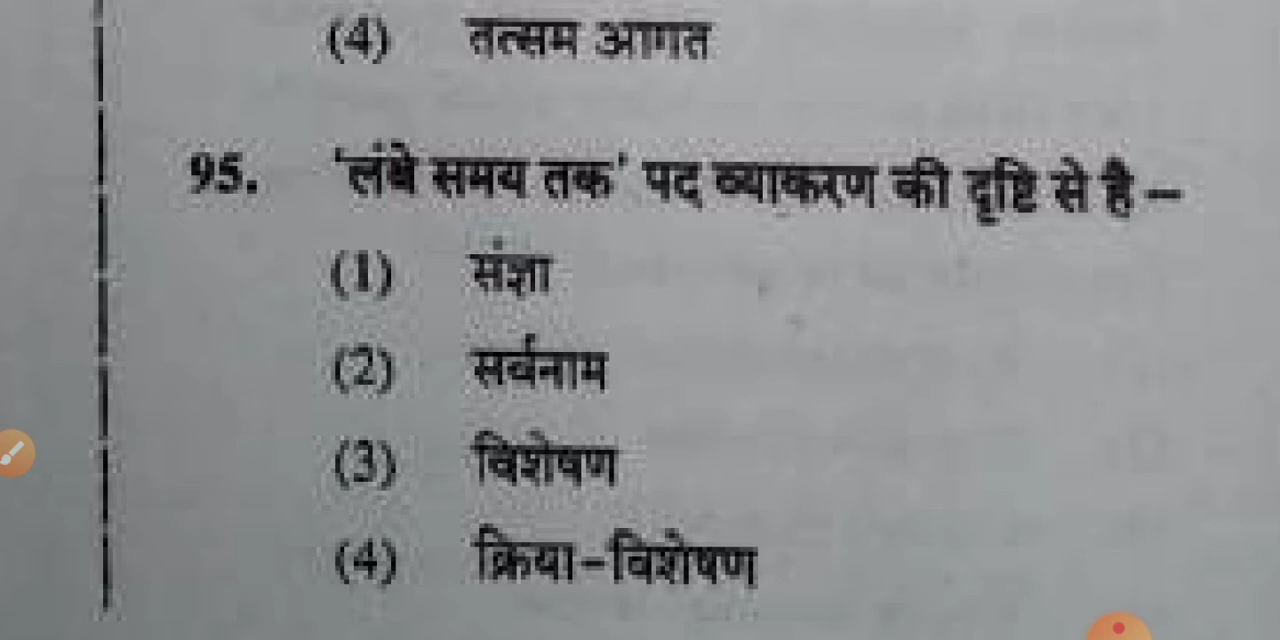 (4) तत्सम आगत
95. 'लंबे समय तक' पद व्याकरण की दृष्टि से है –
(1) संज्ञा
(2) सर्वनाम
(3) विशेषण
(4) क्रिया-विशेषण